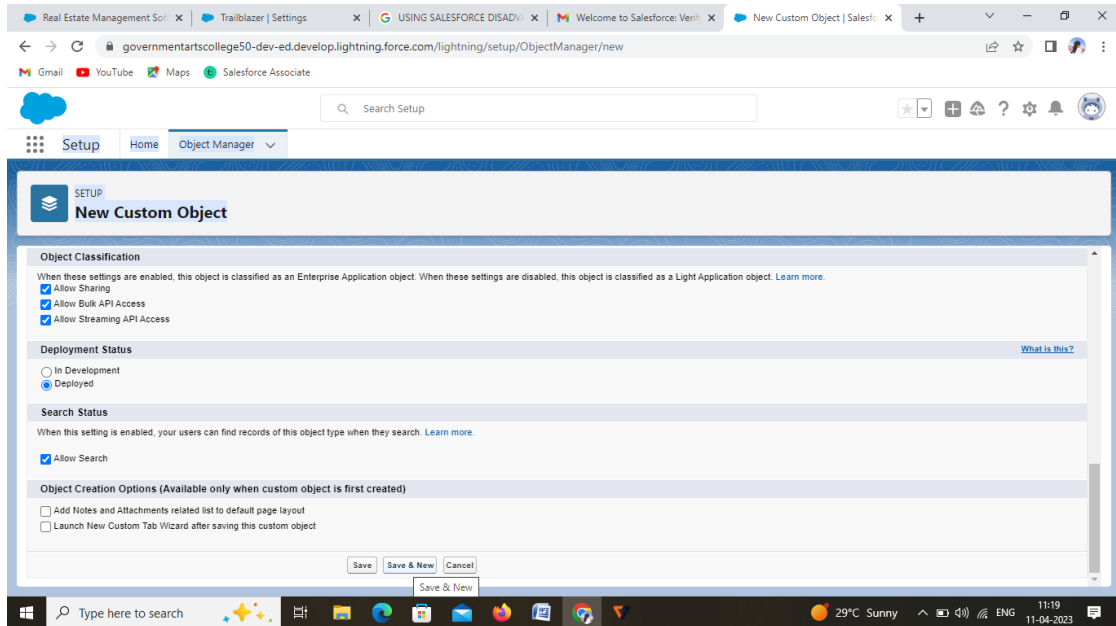 Real Estate Management Sof
Trailblazer | Settings
USING SALESFORCE DISADV
Welcome to Salesforce: Verif
New Custom Object | Salesfo
governmentartscollege50-dev-ed.develop.lightning.force.com/lightning/setup/ObjectManager/new
Gmail YouTube Maps Salesforce Associate
Search Setup
Setup Home Object Manager
SETUP
New Custom Object
Object Classification
When these settings are enabled, this object is classified as an Enterprise Application object. When these settings are disabled, this object is classified as a Light Application object. Learn more.
Allow Sharing
Allow Bulk API Access
Allow Streaming API Access
Deployment Status What is this?
In Development
Deployed
Search Status
When this setting is enabled, your users can find records of this object type when they search. Learn more.
Allow Search
Object Creation Options (Available only when custom object is first created)
Add Notes and Attachments related list to default page layout
Launch New Custom Tab Wizard after saving this custom object
Save Save & New Cancel
Save & New
Type here to search 29°C Sunny ENG 11:19
11-04-2023